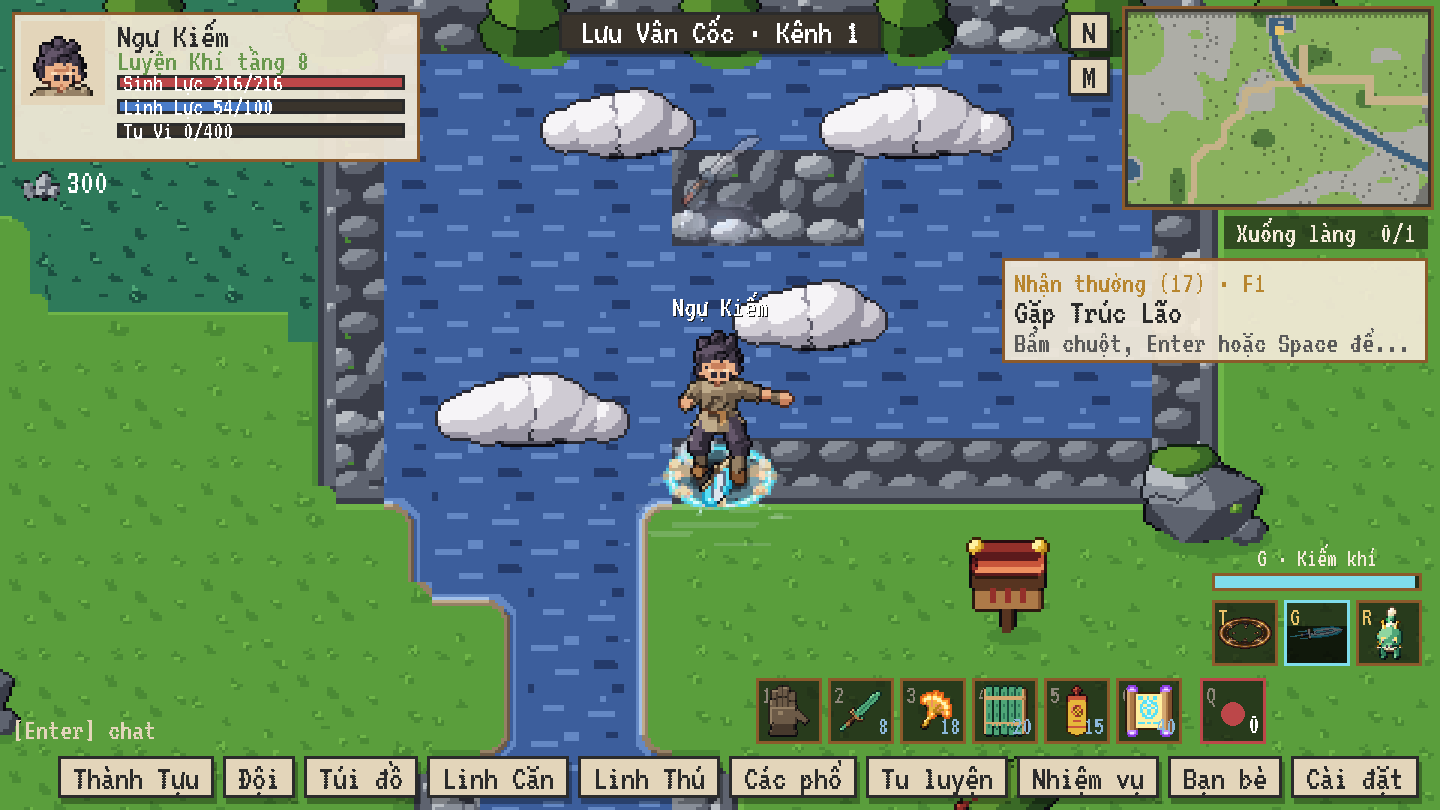 Ngự Kiếm
Luyện Khí tầng 8
Sinh Lực 216/216
Linh Lực 54/100
Tu Vi 0/400
300
Lưu Vân Cốc · Kênh 1
N
M
Xuống làng 0/1
Nhận thưởng (17) · F1
Gặp Trúc Lão
Bấm chuột, Enter hoặc Space để...
Ngự Kiếm
G · Kiếm khí
T
G
R
1
2
8
3
18
4
20
5
15
40
Q
0
[Enter] chat
Thành Tựu
Đội
Túi đồ
Linh Căn
Linh Thú
Các phổ
Tu luyện
Nhiệm vụ
Bạn bè
Cài đặt